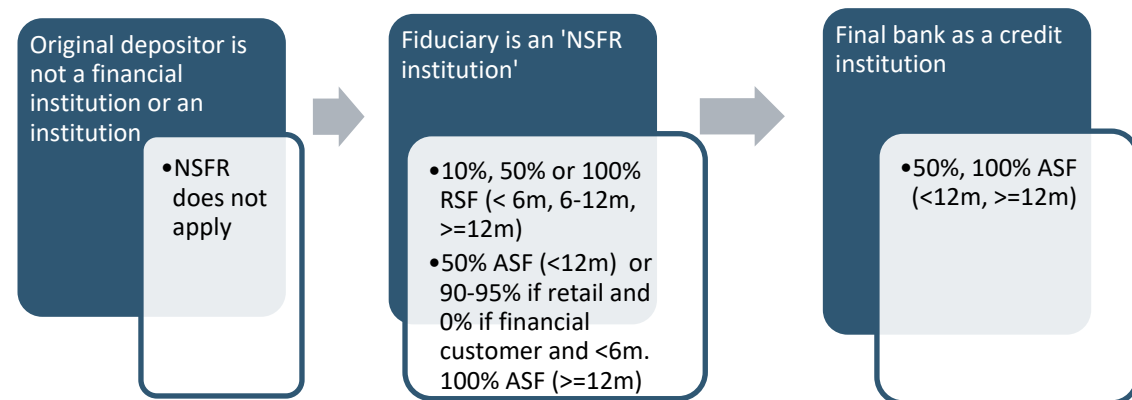 Original depositor is
not a financial
institution or an
institution
•NSFR
does not
apply
Fiduciary is an 'NSFR
institution'
•10%, 50% or 100%
RSF (< 6m, 6-12m,
>=12m)
•50% ASF (<12m)  or
90-95% if retail and
0% if financial
customer and <6m.
100% ASF (>=12m)
Final bank as a credit
institution
•50%, 100% ASF
(<12m, >=12m)